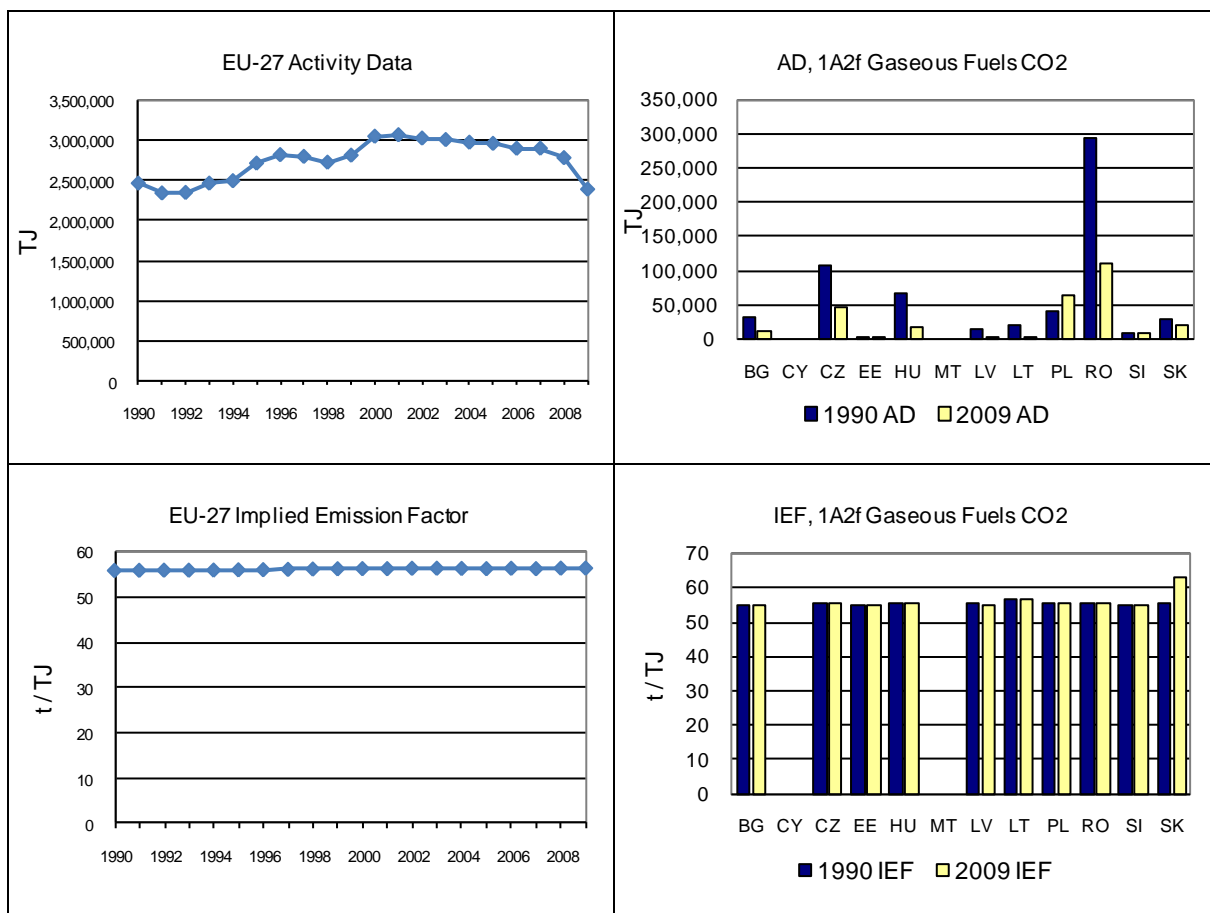 EU-27 Activity Data
3,500,000
3,000,000
2,500,000
2,000,000
1,500,000
1,000,000
500,000
0
TJ
1990 1992 1994 1996 1998 2000 2002 2004 2006 2008
AD, 1A2f Gaseous Fuels CO2
350,000
300,000
250,000
200,000
150,000
100,000
50,000
0
TJ
BG CY CZ EE HU MT LV LT PL RO SI SK
1990 AD 2009 AD
EU-27 Implied Emission Factor
60
50
40
30
20
10
0
t / TJ
1990 1992 1994 1996 1998 2000 2002 2004 2006 2008
IEF, 1A2f Gaseous Fuels CO2
70
60
50
40
30
20
10
0
t / TJ
BG CY CZ EE HU MT LV LT PL RO SI SK
1990 IEF 2009 IEF